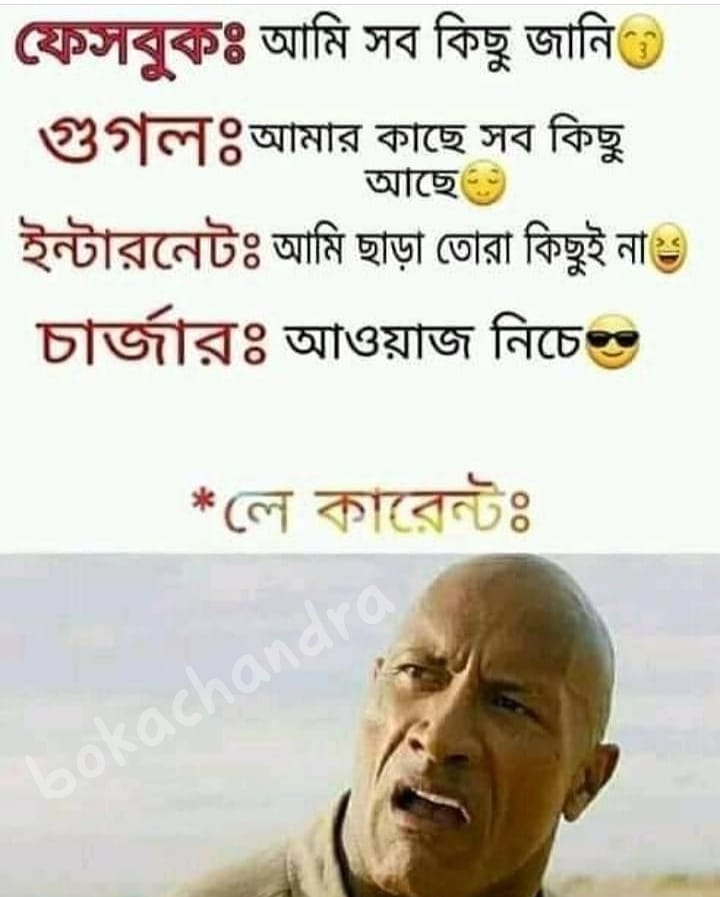 ফেসবুকঃ আমি সব কিছু জানি😙
গুগলঃ আমার কাছে সব কিছু
আছে😌
ইন্টারনেটঃ আমি ছাড়া তোরা কিছুই না😆
চার্জারঃ আওয়াজ নিচে😎
*লে কারেন্টঃ
bokachandra